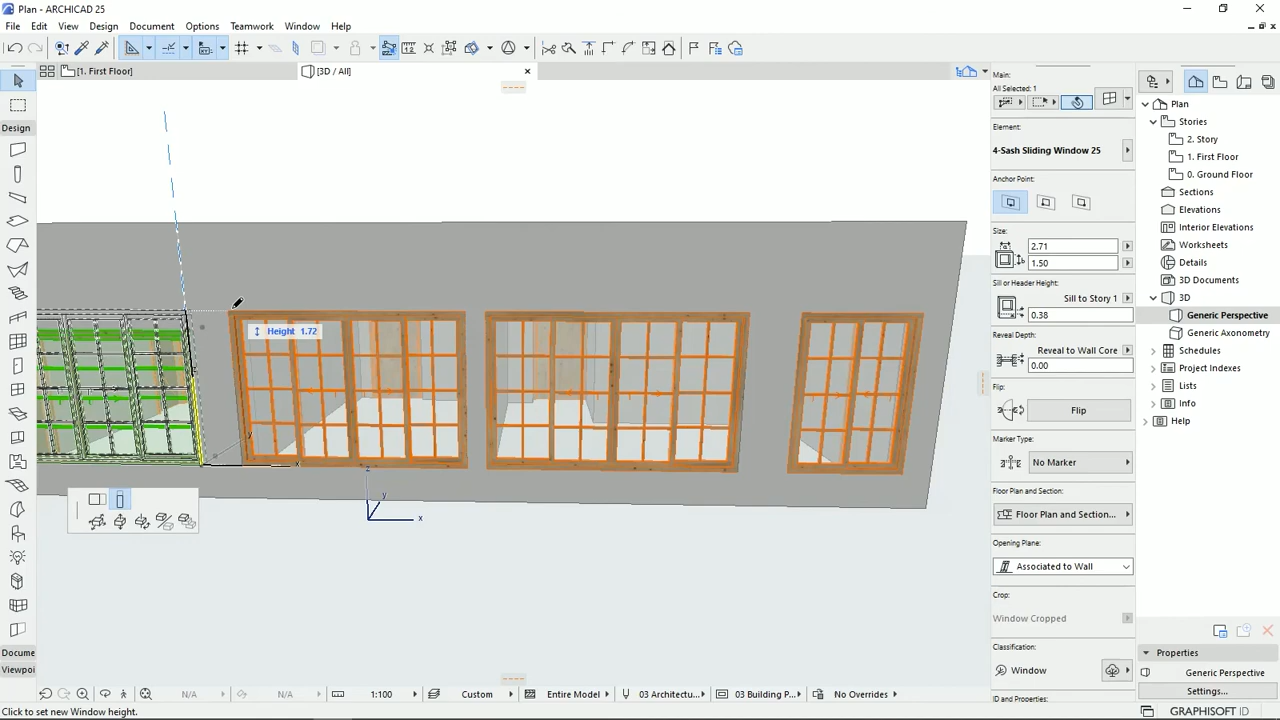 Plan - ARCHICAD 25
File Edit View Design Document Options Teamwork Window Help
[1. First Floor]
[3D / All]
Design
Docume
Viewpoi
Height 1.72
z
y
x
y
x
N/A
N/A
1:100
Custom
Entire Model
03 Architectu...
03 Building P...
No Overrides
Click to set new Window height.
Main:
All Selected: 1
Element:
4-Sash Sliding Window 25
Anchor Point:
Size:
2.71
1.50
Sill or Header Height:
Sill to Story 1
0.38
Reveal Depth:
Reveal to Wall Core
0.00
Flip:
Flip
Marker Type:
No Marker
Floor Plan and Section:
Floor Plan and Section...
Opening Plane:
Associated to Wall
Crop:
Window Cropped
Classification:
Window
ID and Properties:
Plan
Stories
2. Story
1. First Floor
0. Ground Floor
Sections
Elevations
Interior Elevations
Worksheets
Details
3D Documents
3D
Generic Perspective
Generic Axonometry
Schedules
Project Indexes
Lists
Info
Help
Properties
Generic Perspective
Settings...
GRAPHISOFT ID